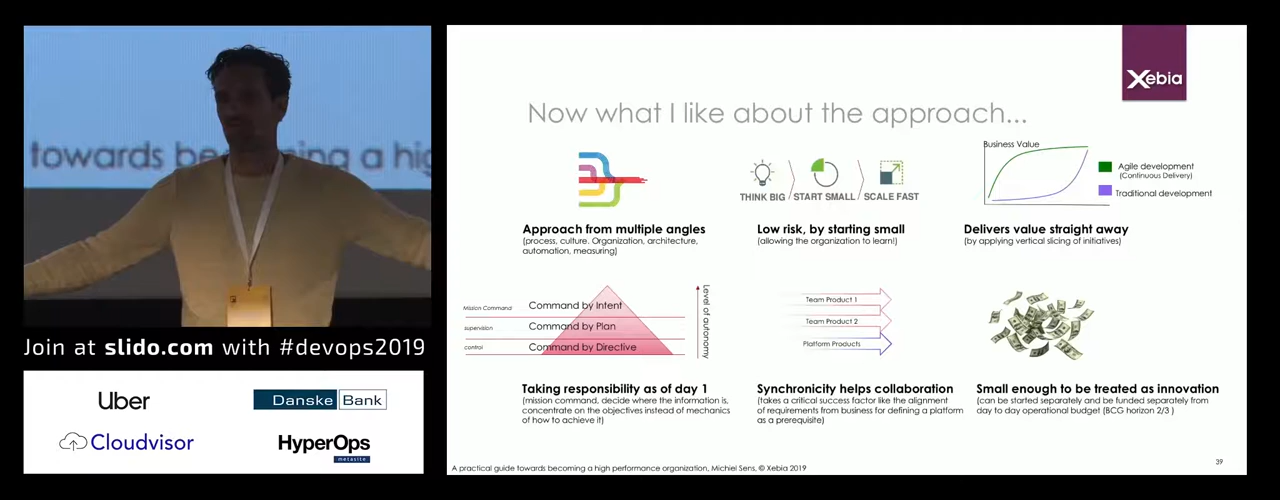 towards becoming a hig
Join at slido.com with #devops2019
Uber
Danske Bank
Cloudvisor
HyperOps
metasite
Xebia
Now what I like about the approach...
THINK BIG
START SMALL
SCALE FAST
Business Value
Agile development
(Continuous Delivery)
Traditional development
Approach from multiple angles
(process, culture. Organization, architecture,
automation, measuring)
Low risk, by starting small
(allowing the organization to learn!)
Delivers value straight away
(by applying vertical slicing of initiatives)
Mission Command
Command by Intent
supervision
Command by Plan
control
Command by Directive
Level of autonomy
Team Product 1
Team Product 2
Platform Products
Taking responsibility as of day 1
(mission command, decide where the information is,
concentrate on the objectives instead of mechanics
of how to achieve it)
Synchronicity helps collaboration
(takes a critical success factor like the alignment
of requirements from business for defining a platform
as a prerequisite)
Small enough to be treated as innovation
(can be started separately and be funded separately from
day to day operational budget (BCG horizon 2/3 )
A practical guide towards becoming a high performance organization, Michiel Sens, © Xebia 2019
39